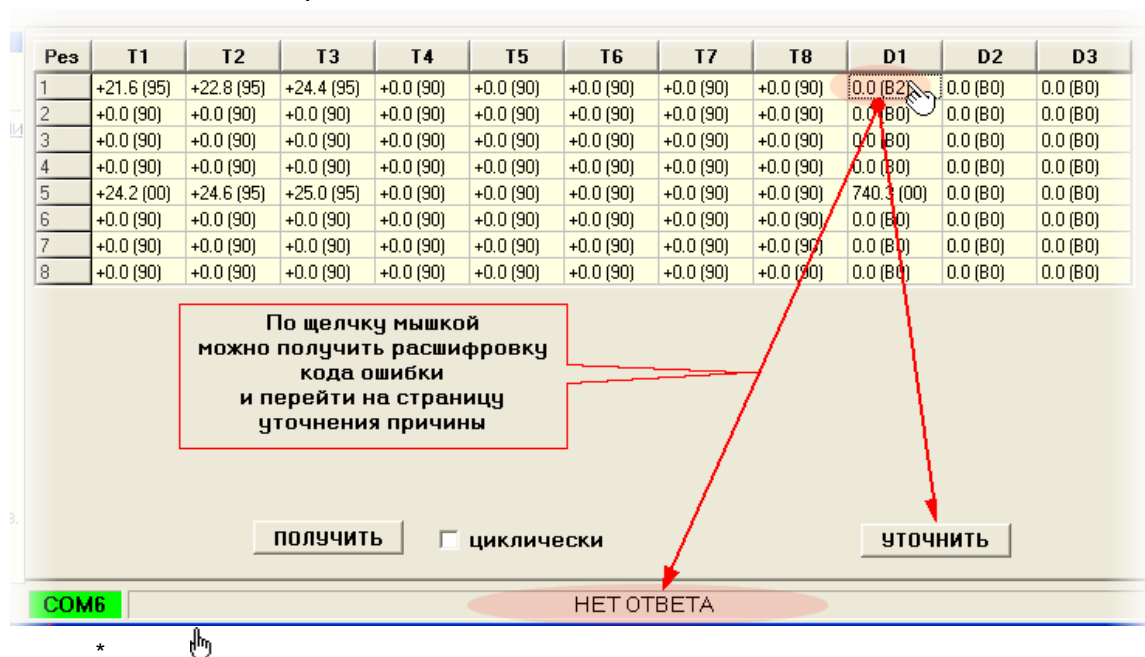 Рез T1 T2 T3 T4 T5 T6 T7 T8 D1 D2 D3
1 +21.6 (95) +22.8 (95) +24.4 (95) +0.0 (90) +0.0 (90) +0.0 (90) +0.0 (90) +0.0 (90) 0.0 (B2) 0.0 (B0) 0.0 (B0)
2 +0.0 (90) +0.0 (90) +0.0 (90) +0.0 (90) +0.0 (90) +0.0 (90) +0.0 (90) +0.0 (90) 0.0 (B0) 0.0 (B0) 0.0 (B0)
3 +0.0 (90) +0.0 (90) +0.0 (90) +0.0 (90) +0.0 (90) +0.0 (90) +0.0 (90) +0.0 (90) 0.0 (B0) 0.0 (B0) 0.0 (B0)
4 +0.0 (90) +0.0 (90) +0.0 (90) +0.0 (90) +0.0 (90) +0.0 (90) +0.0 (90) +0.0 (90) 0.0 (B0) 0.0 (B0) 0.0 (B0)
5 +24.2 (00) +24.6 (95) +25.0 (95) +0.0 (90) +0.0 (90) +0.0 (90) +0.0 (90) +0.0 (90) 740.3 (00) 0.0 (B0) 0.0 (B0)
6 +0.0 (90) +0.0 (90) +0.0 (90) +0.0 (90) +0.0 (90) +0.0 (90) +0.0 (90) +0.0 (90) 0.0 (B0) 0.0 (B0) 0.0 (B0)
7 +0.0 (90) +0.0 (90) +0.0 (90) +0.0 (90) +0.0 (90) +0.0 (90) +0.0 (90) +0.0 (90) 0.0 (B0) 0.0 (B0) 0.0 (B0)
8 +0.0 (90) +0.0 (90) +0.0 (90) +0.0 (90) +0.0 (90) +0.0 (90) +0.0 (90) +0.0 (90) 0.0 (B0) 0.0 (B0) 0.0 (B0)
По щелчку мышкой
можно получить расшифровку
кода ошибки
и перейти на страницу
уточнения причины
ПОЛУЧИТЬ циклически УТОЧНИТЬ
COM6 НЕТ ОТВЕТА
*